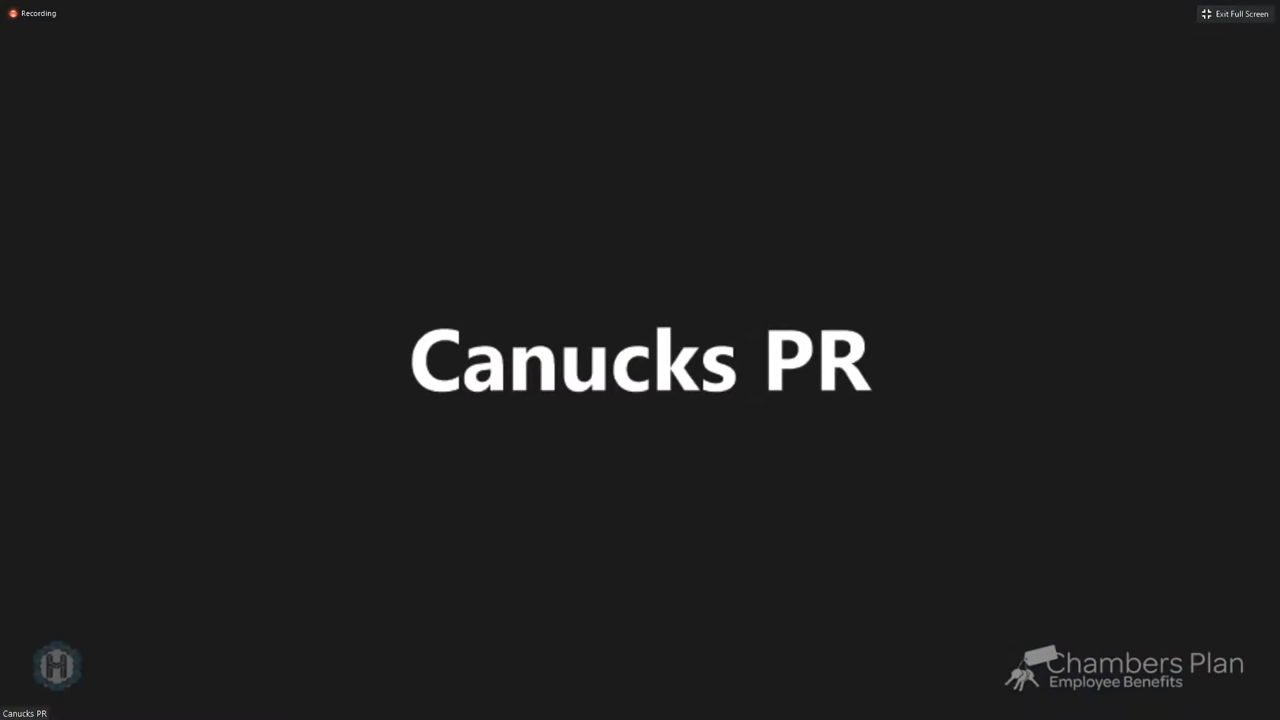 Recording
Exit Full Screen
Canucks PR
H
Chambers Plan
Employee Benefits
Canucks PR